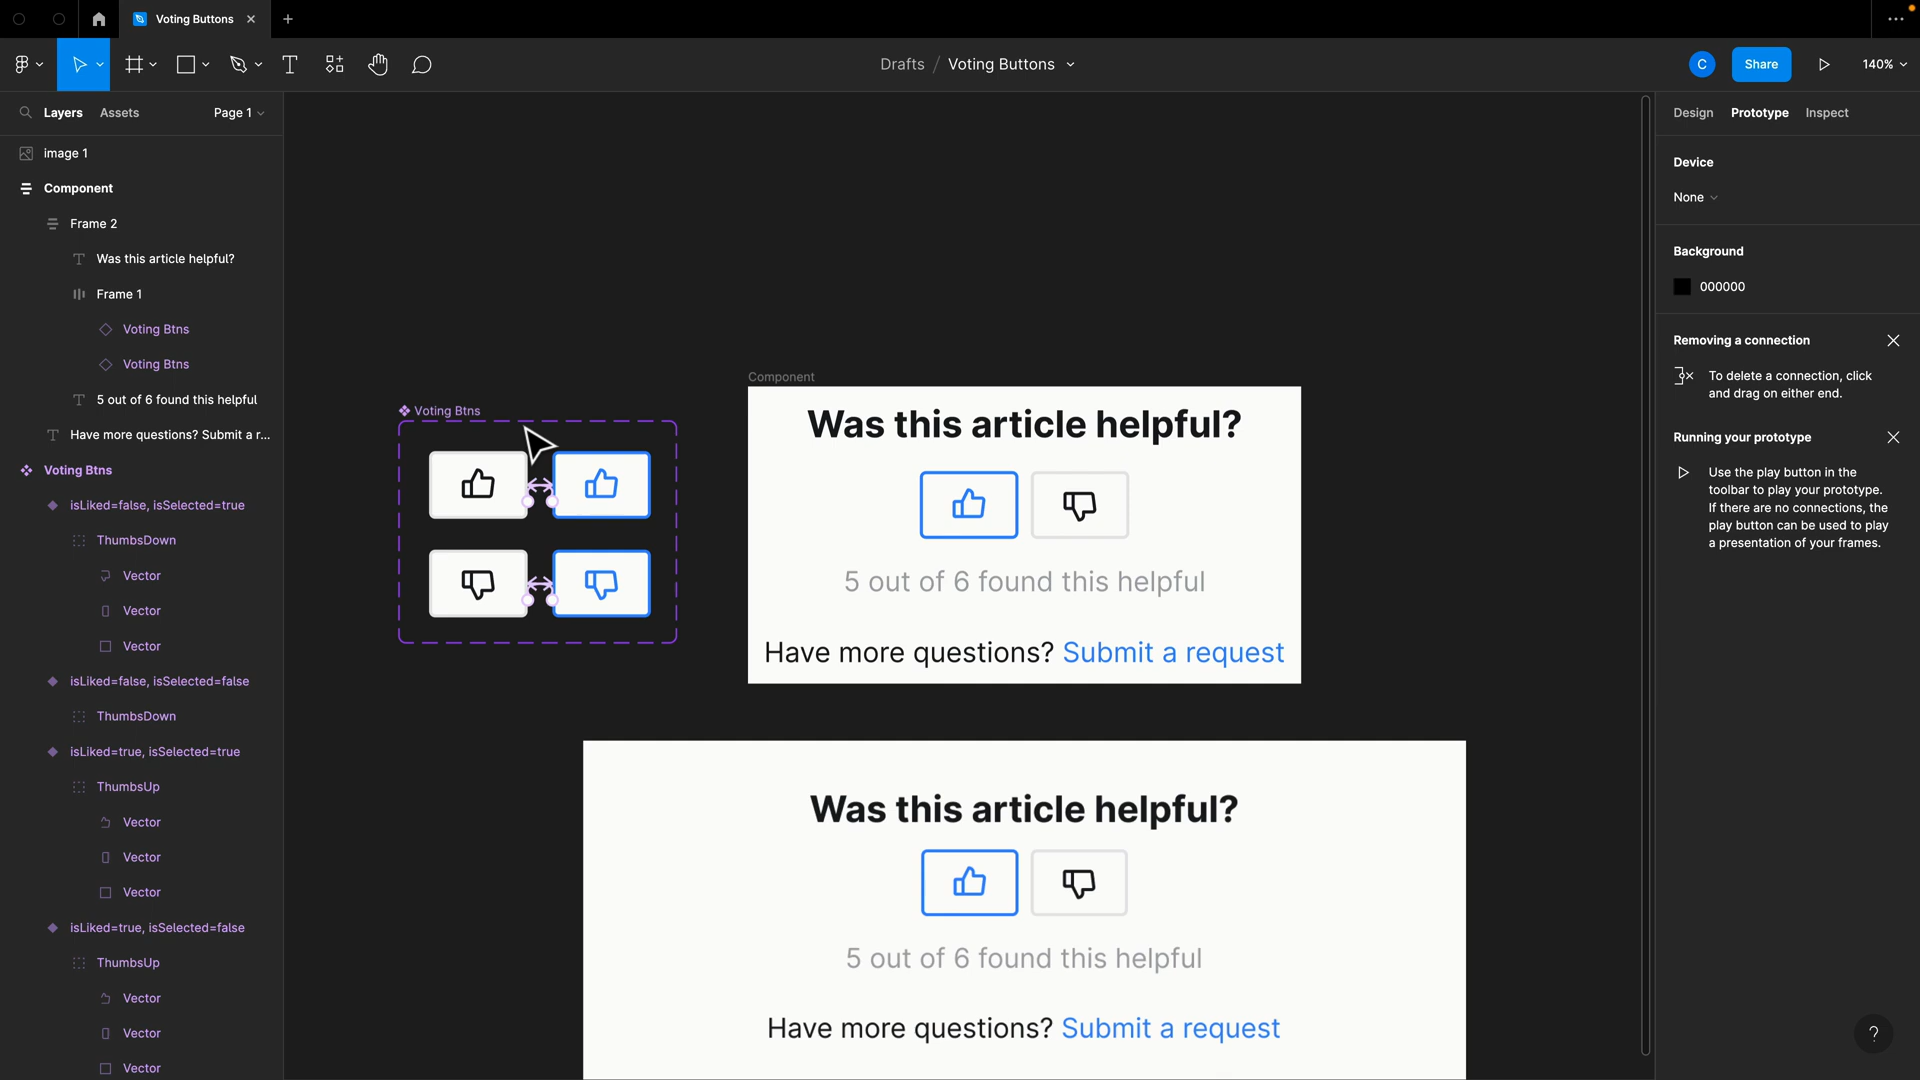 Voting Buttons
Drafts / Voting Buttons
C
Share
140%
Layers
Assets
Page 1
image 1
Component
Frame 2
Was this article helpful?
Frame 1
Voting Btns
Voting Btns
5 out of 6 found this helpful
Have more questions? Submit a r...
Voting Btns
isLiked=false, isSelected=true
ThumbsDown
Vector
Vector
Vector
isLiked=false, isSelected=false
ThumbsDown
isLiked=true, isSelected=true
ThumbsUp
Vector
Vector
Vector
isLiked=true, isSelected=false
ThumbsUp
Vector
Vector
Vector
Voting Btns
Component
Was this article helpful?
5 out of 6 found this helpful
Have more questions? Submit a request
Was this article helpful?
5 out of 6 found this helpful
Have more questions? Submit a request
Design
Prototype
Inspect
Device
None
Background
000000
Removing a connection
To delete a connection, click
and drag on either end.
Running your prototype
Use the play button in the
toolbar to play your prototype.
If there are no connections, the
play button can be used to play
a presentation of your frames.
?